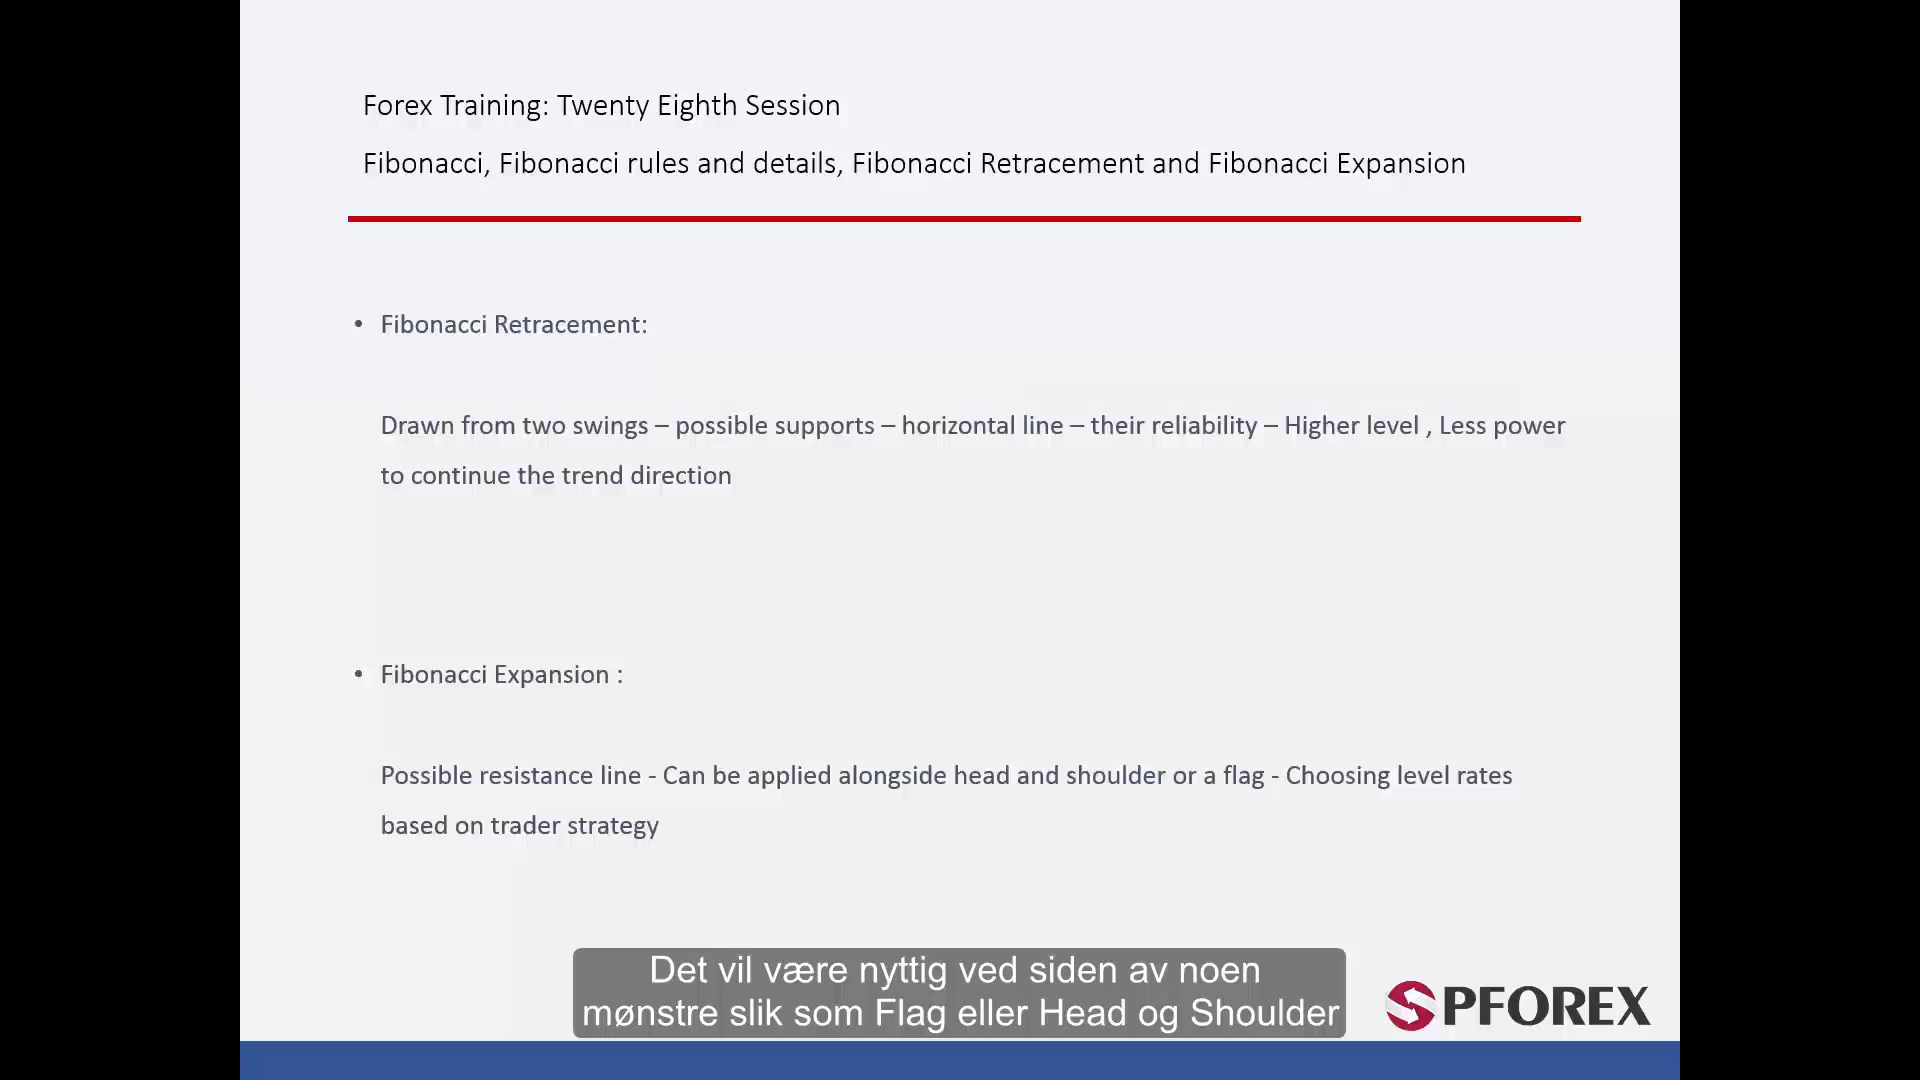 Forex Training: Twenty Eighth Session
Fibonacci, Fibonacci rules and details, Fibonacci Retracement and Fibonacci Expansion
• Fibonacci Retracement:
Drawn from two swings – possible supports – horizontal line – their reliability – Higher level , Less power
to continue the trend direction
• Fibonacci Expansion :
Possible resistance line - Can be applied alongside head and shoulder or a flag - Choosing level rates
based on trader strategy
Det vil være nyttig ved siden av noen
mønstre slik som Flag eller Head og Shoulder
SPFOREX